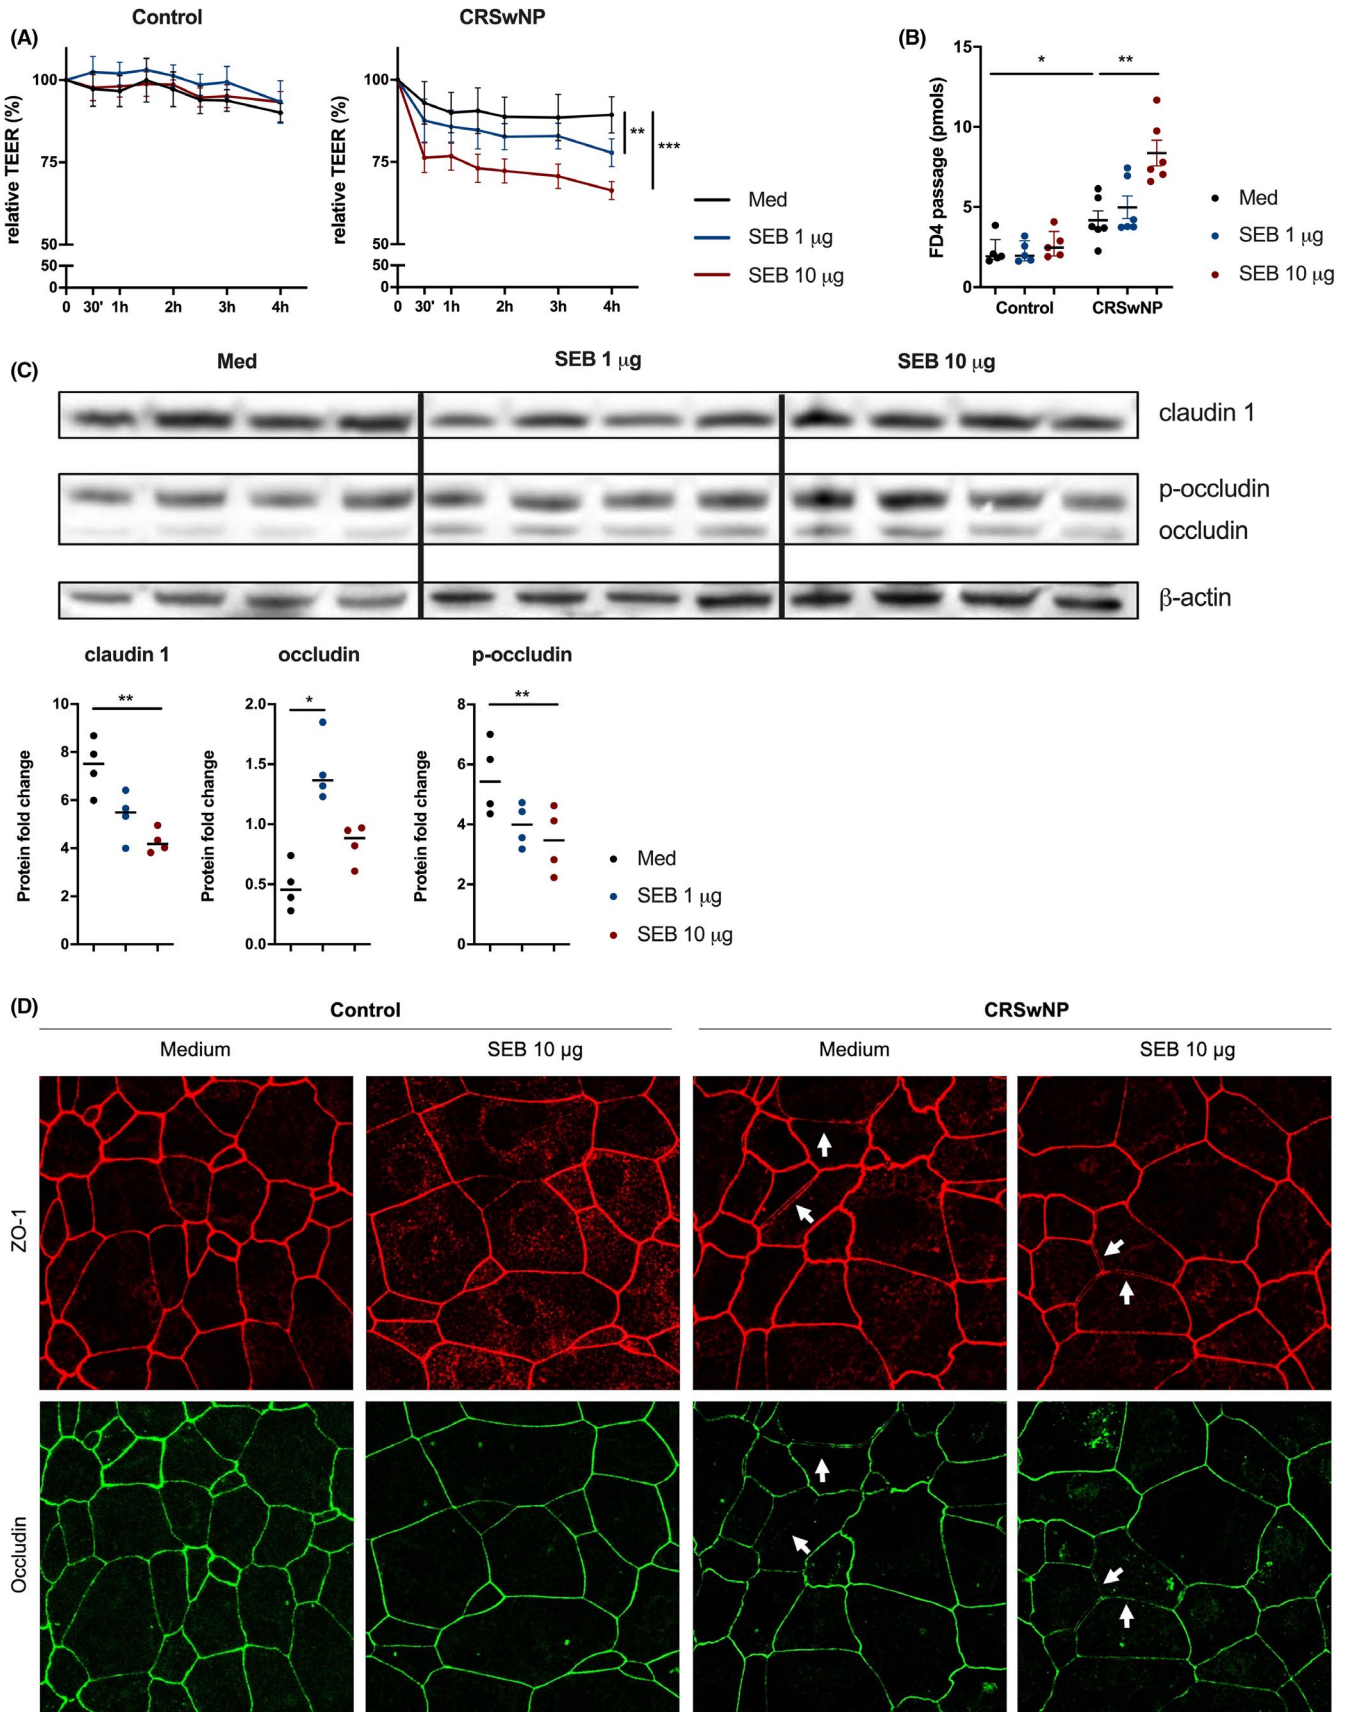 Control
CRSwNP
(A)
(B)
relative TEER (%)
100
75
50
50
0
0 30' 1h 2h 3h 4h
relative TEER (%)
100
75
50
50
0
0 30' 1h 2h 3h 4h
**
***
Med
SEB 1 μg
SEB 10 μg
FD4 passage (pmols)
15
10
5
0
*
**
Control
CRSwNP
Med
SEB 1 μg
SEB 10 μg
(C)
Med
SEB 1 μg
SEB 10 μg
claudin 1
p-occludin
occludin
β-actin
claudin 1
occludin
p-occludin
Protein fold change
10
8
6
4
2
0
**
Protein fold change
2.0
1.5
1.0
0.5
0.0
*
Protein fold change
8
6
4
2
0
**
Med
SEB 1 μg
SEB 10 μg
(D)
Control
CRSwNP
Medium
SEB 10 μg
Medium
SEB 10 μg
ZO-1
Occludin